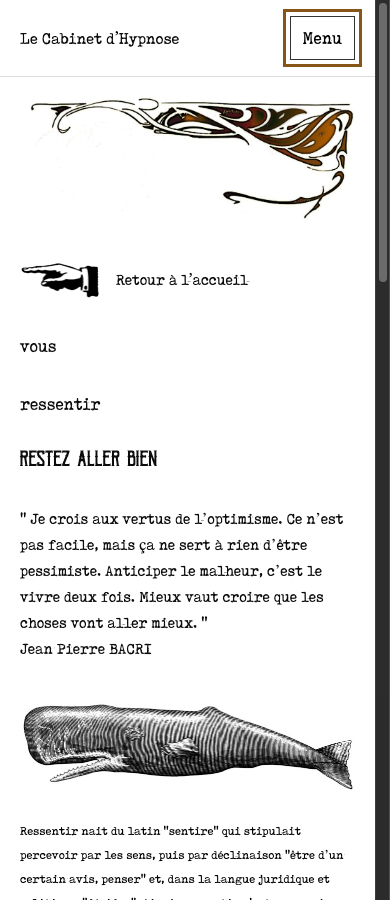 Le Cabinet d'Hypnose
Menu
Retour à l'accueil
vous
ressentir
RESTEZ ALLER BIEN
" Je crois aux vertus de l'optimisme. Ce n'est
pas facile, mais ça ne sert à rien d'être
pessimiste. Anticiper le malheur, c'est le
vivre deux fois. Mieux vaut croire que les
choses vont aller mieux. "
Jean Pierre BACRI
Ressentir nait du latin "sentire" qui stipulait
percevoir par les sens, puis par déclinaison "être d'un
certain avis, penser" et, dans la langue juridique et